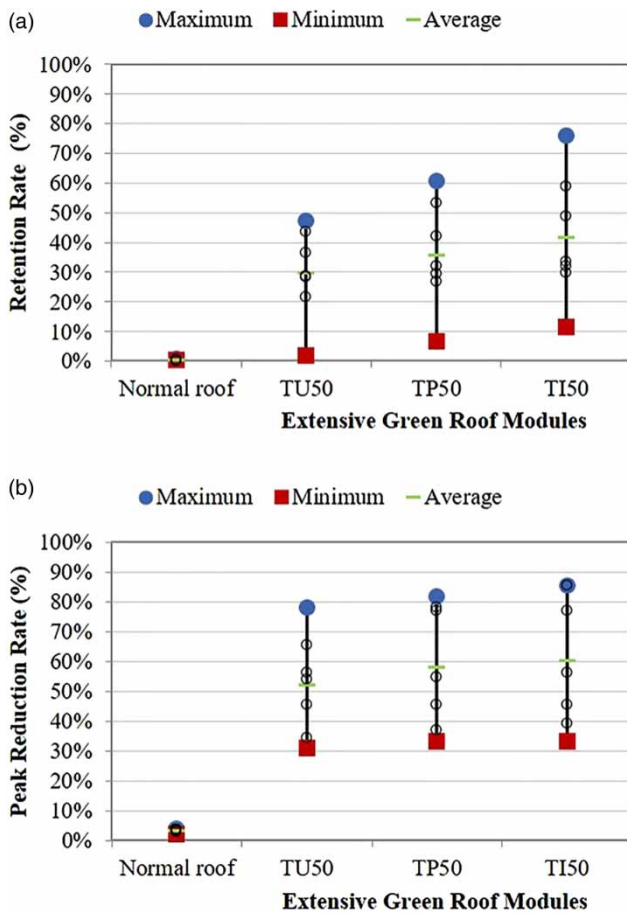 (a)
Maximum Minimum Average
100%
90%
80%
70%
60%
50%
40%
30%
20%
10%
0%
Retention Rate (%)
Normal roof TU50 TP50 TI50
Extensive Green Roof Modules
(b)
Maximum Minimum Average
100%
90%
80%
70%
60%
50%
40%
30%
20%
10%
0%
Peak Reduction Rate (%)
Normal roof TU50 TP50 TI50
Extensive Green Roof Modules